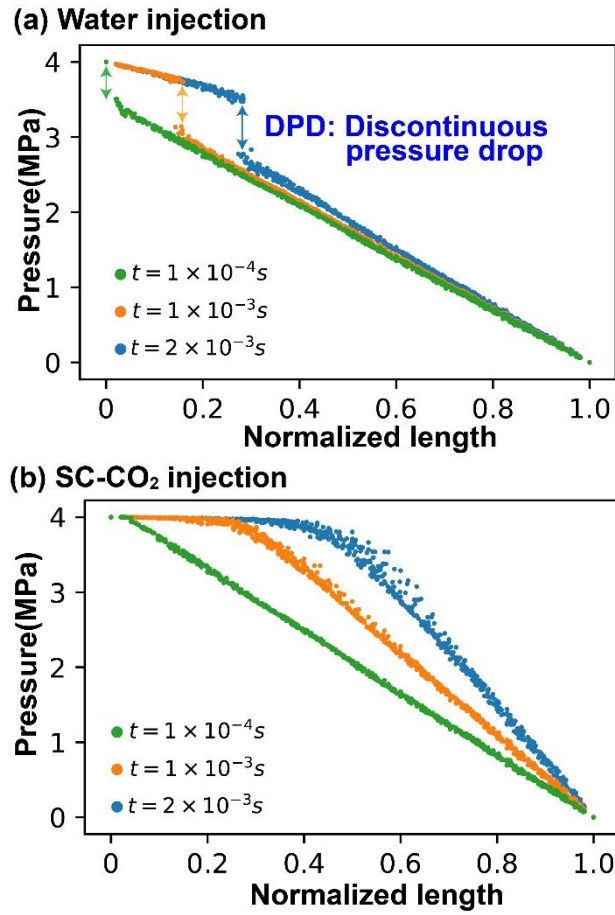 (a) Water injection
Pressure(MPa)
4
3
2
1
0
DPD: Discontinuous
pressure drop
t = 1 × 10⁻⁴s
t = 1 × 10⁻³s
t = 2 × 10⁻³s
0 0.2 0.4 0.6 0.8 1.0
Normalized length
(b) SC-CO₂ injection
Pressure(MPa)
4
3
2
1
0
t = 1 × 10⁻⁴s
t = 1 × 10⁻³s
t = 2 × 10⁻³s
0 0.2 0.4 0.6 0.8 1.0
Normalized length